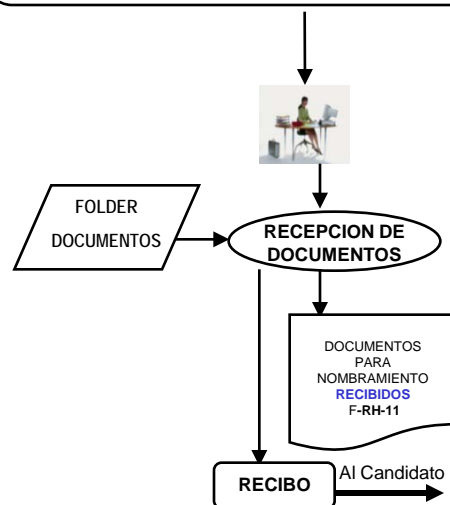 FOLDER
DOCUMENTOS
RECEPCION DE
DOCUMENTOS
DOCUMENTOS
PARA
NOMBRAMIENTO
RECIBIDOS
F-RH-11
RECIBO
Al Candidato